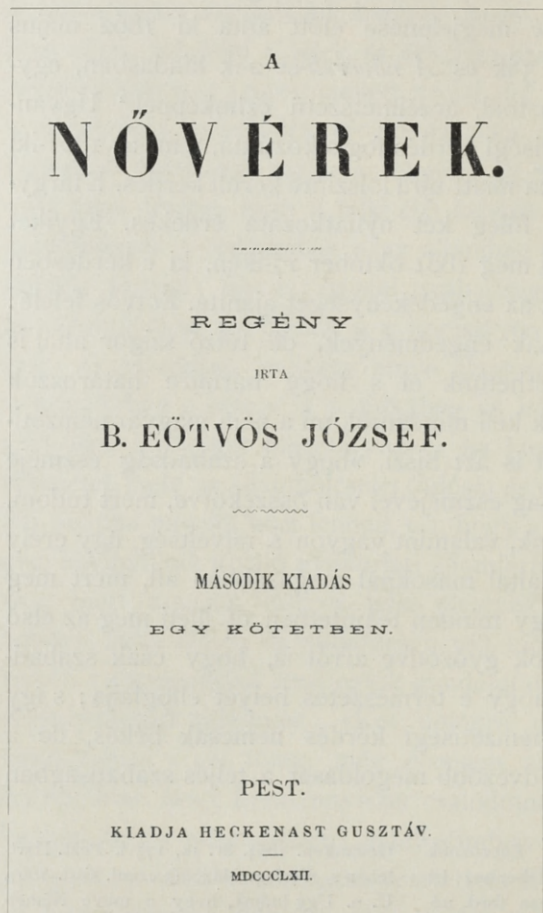 A
NŐVÉREK.
REGÉNY
IRTA
B. EÖTVÖS JÓZSEF.
MÁSODIK KIADÁS
EGY KÖTETBEN.
PEST.
KIADJA HECKENAST GUSZTÁV.
MDCCCLXII.